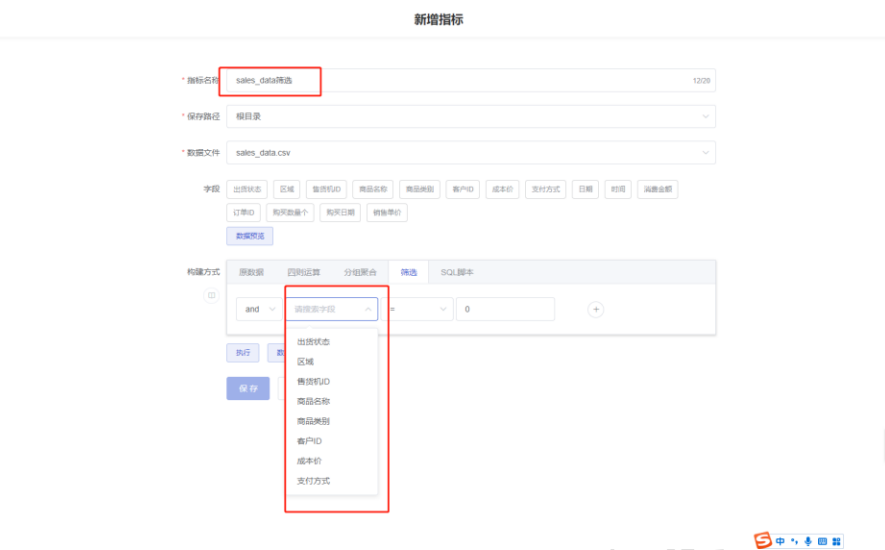 新增指标
* 指标名称 sales_data筛选 12/20
* 保存路径 根目录
* 数据文件 sales_data.csv
字段 出货状态 区域 售货机ID 商品名称 商品类别 客户ID 成本价 支付方式 日期 时间 消费金额
订单ID 购买数量个 购买日期 销售单价
数据预览
构建方式 原数据 四则运算 分组聚合 筛选 SQL脚本
and 请搜索字段 = 0
出货状态
执行 数
区域
售货机ID
保存
商品名称
商品类别
客户ID
成本价
支付方式
中